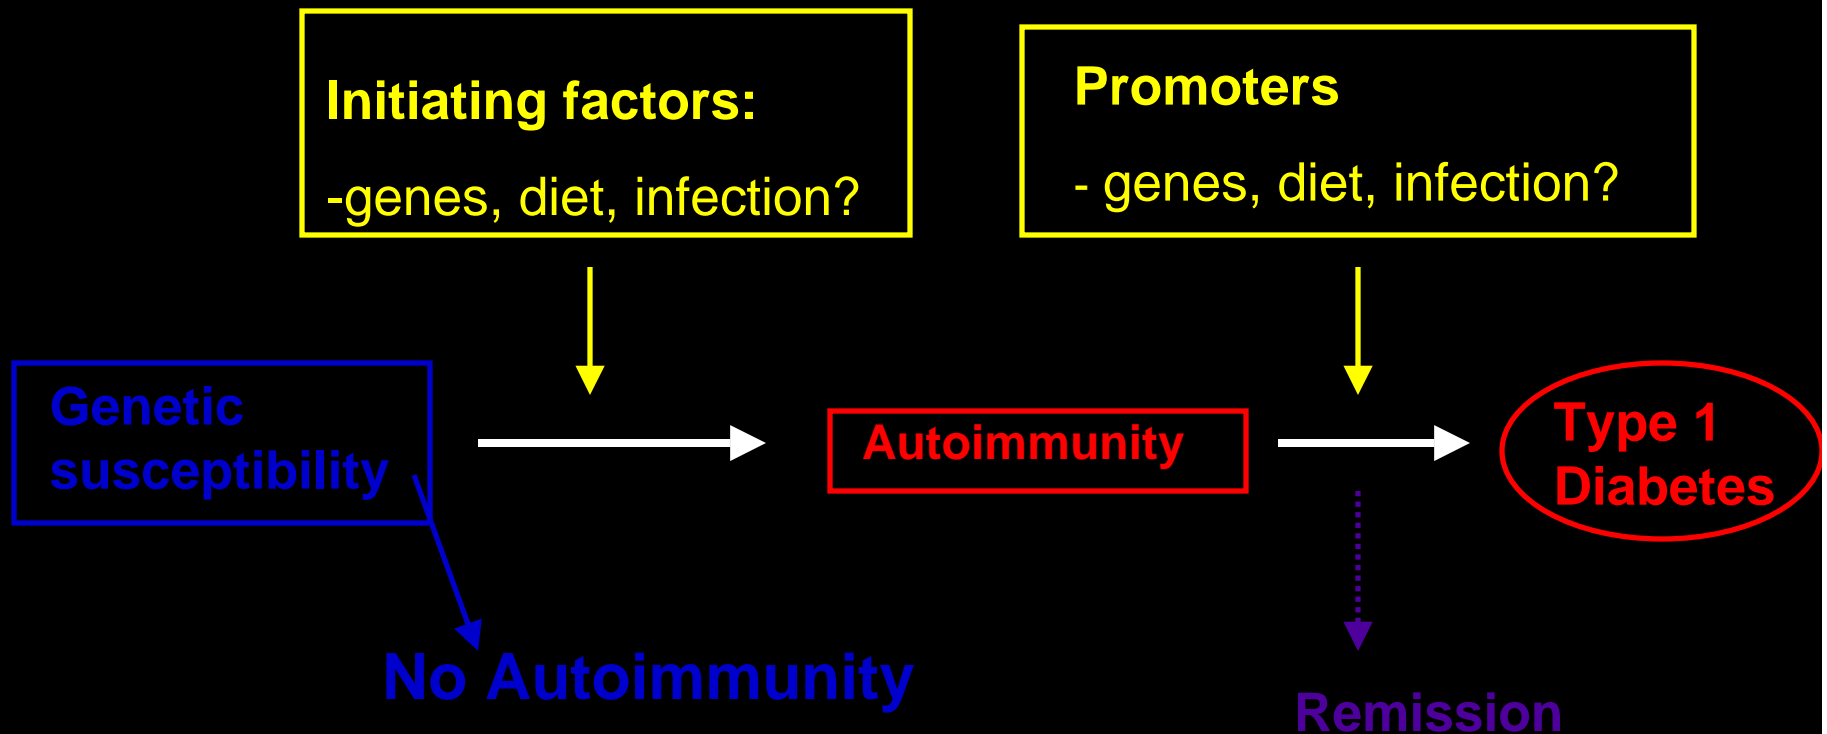 Initiating factors:
-genes, diet, infection?
Promoters
- genes, diet, infection?
Genetic
susceptibility
Autoimmunity
Type 1
Diabetes
No Autoimmunity
Remission